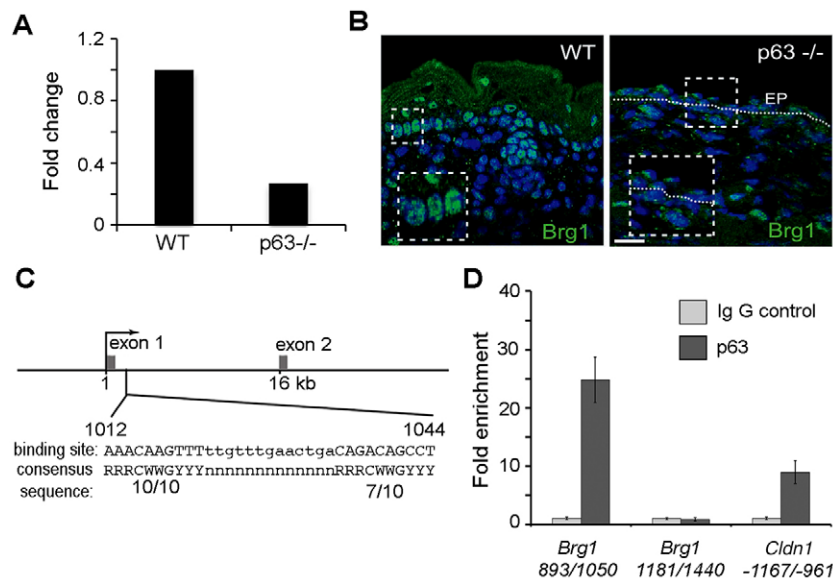 A
Fold change
1.2
0.8
0.4
0
WT
p63-/-
B
WT
Brg1
p63 -/-
EP
Brg1
C
exon 1
exon 2
1
16 kb
1012
1044
binding site: AAACAAGTTTttgtttgaactgaCAGACAGCCT
consensus RRRCWWGYYYnnnnnnnnnnnnnRRRCWWGYYY
sequence:
10/10
7/10
D
Fold enrichment
40
30
20
10
0
Ig G control
p63
Brg1
893/1050
Brg1
1181/1440
Cldn1
-1167/-961